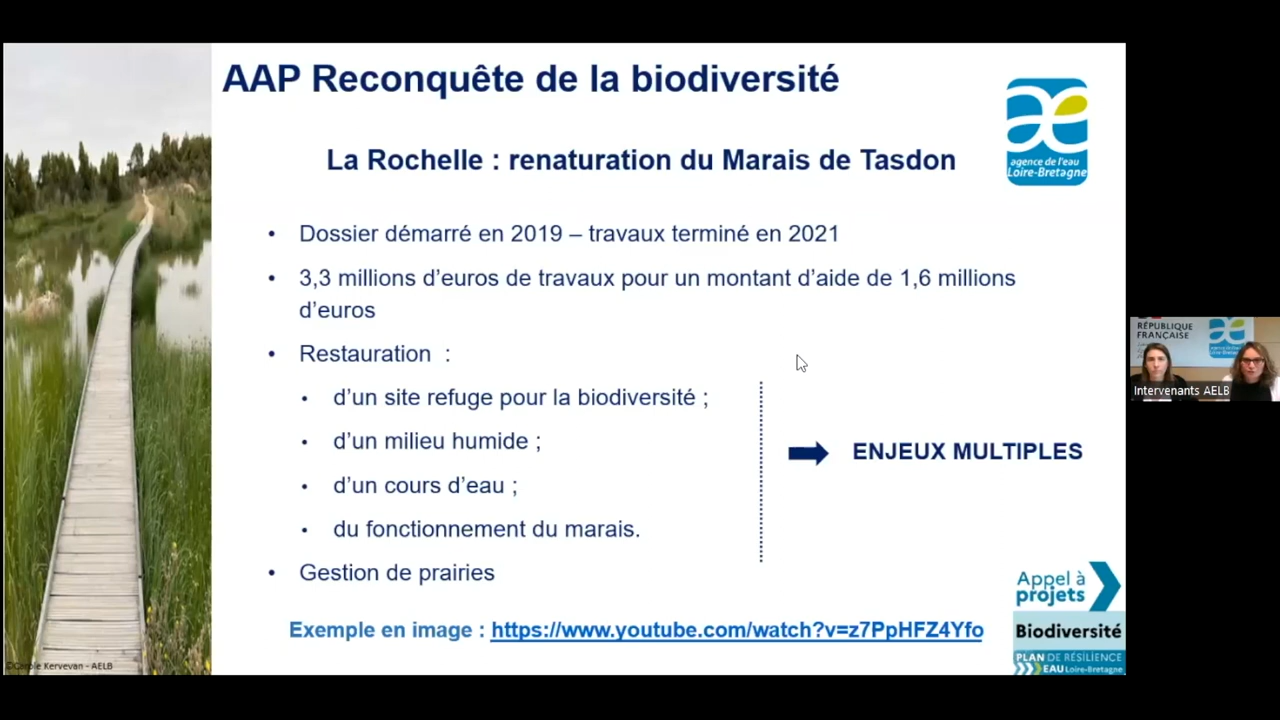 AAP Reconquête de la biodiversité
agence de l'eau
Loire-Bretagne
La Rochelle : renaturation du Marais de Tasdon
• Dossier démarré en 2019 – travaux terminé en 2021
• 3,3 millions d'euros de travaux pour un montant d'aide de 1,6 millions
d'euros
• Restauration :
• d'un site refuge pour la biodiversité ;
• d'un milieu humide ;
• d'un cours d'eau ;
• du fonctionnement du marais.
• Gestion de prairies
ENJEUX MULTIPLES
Exemple en image : https://www.youtube.com/watch?v=z7PpHFZ4Yfo
Appel à
projets
Biodiversité
PLAN DE RÉSILIENCE
EAU Loire-Bretagne
©Carole Kervevan - AELB
RÉPUBLIQUE
FRANÇAISE
Intervenants AELB